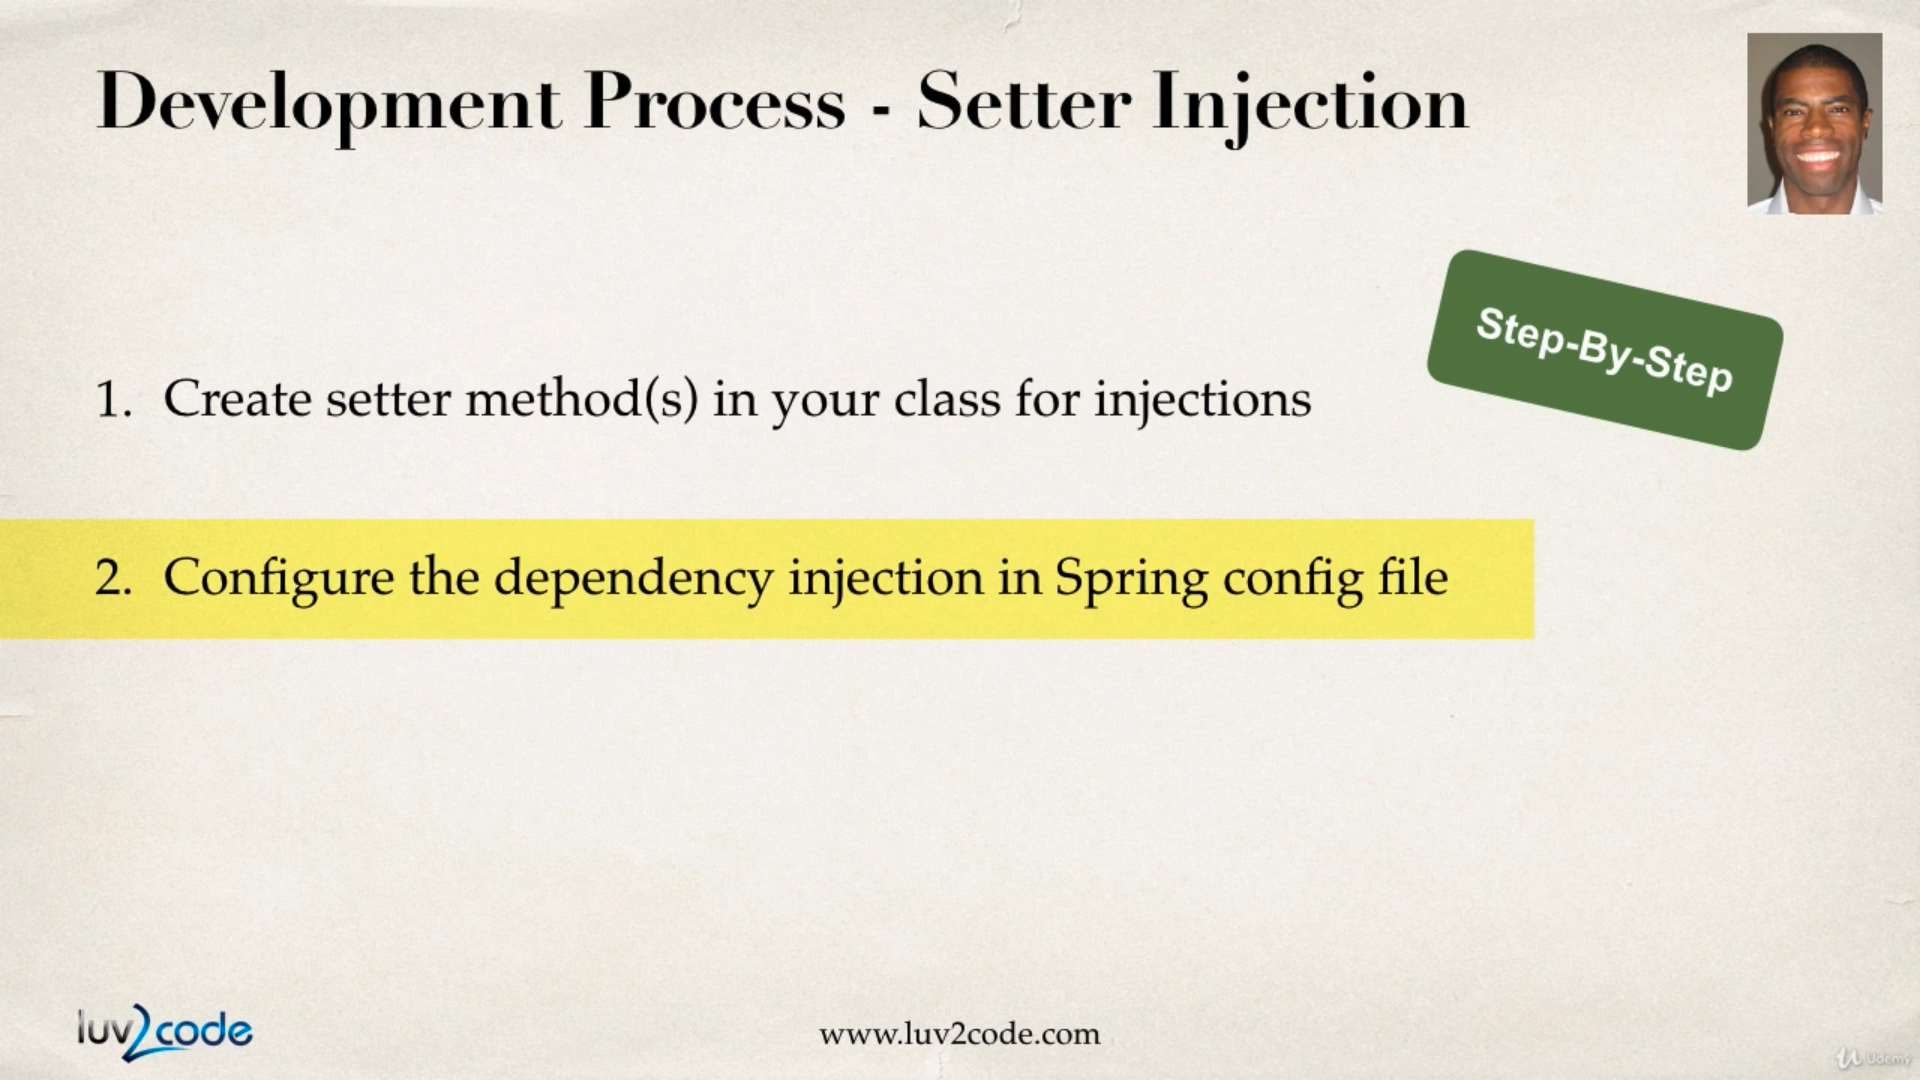 Development Process - Setter Injection
Step-By-Step
1. Create setter method(s) in your class for injections
2. Configure the dependency injection in Spring config file
luv2code
www.luv2code.com
Udemy